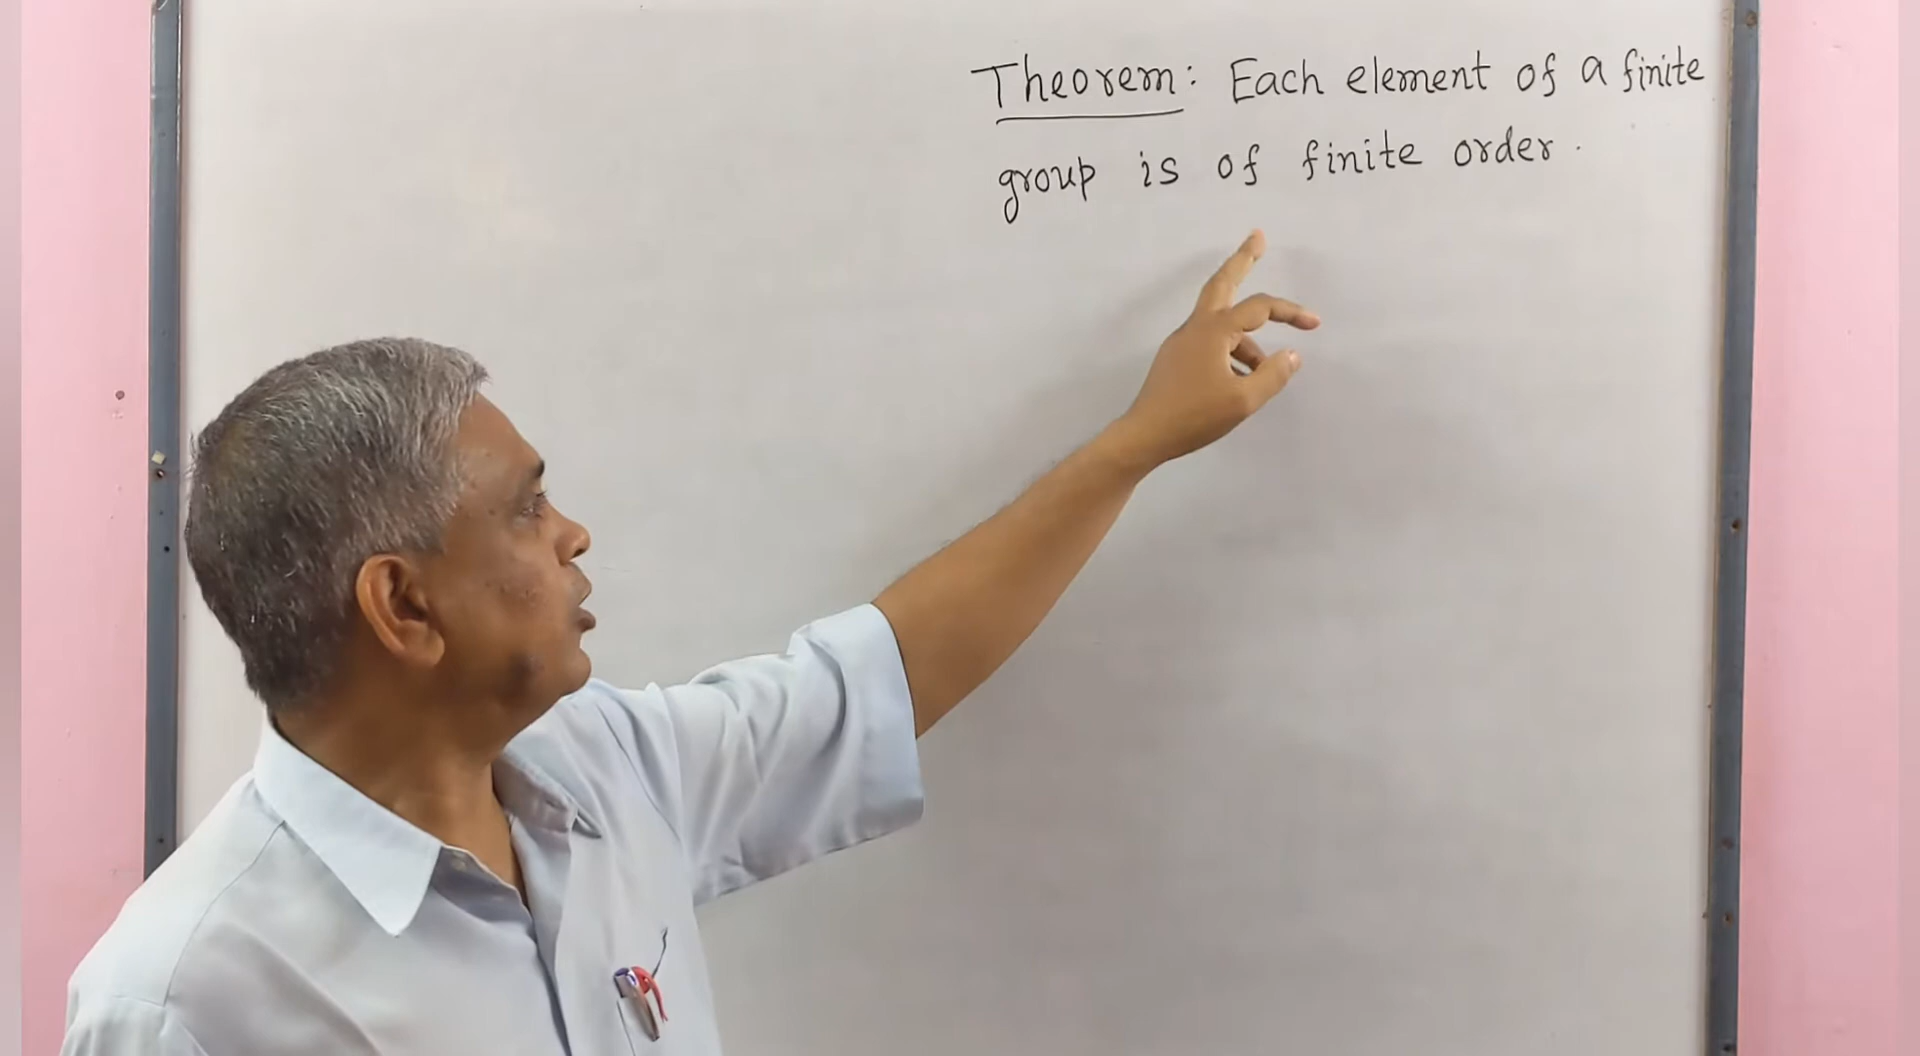 Theorem: Each element of a finite
group is of finite order.